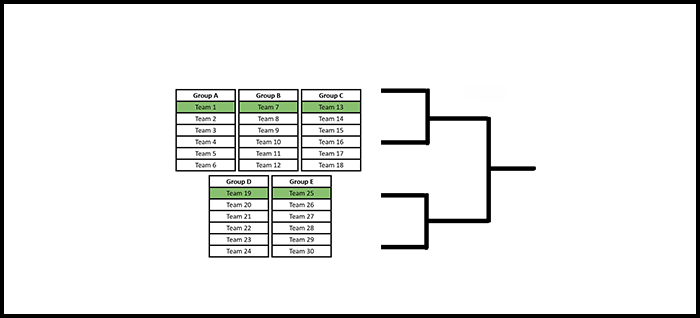 Group A
Team 1
Team 2
Team 3
Team 4
Team 5
Team 6
Group B
Team 7
Team 8
Team 9
Team 10
Team 11
Team 12
Group C
Team 13
Team 14
Team 15
Team 16
Team 17
Team 18
Group D
Team 19
Team 20
Team 21
Team 22
Team 23
Team 24
Group E
Team 25
Team 26
Team 27
Team 28
Team 29
Team 30